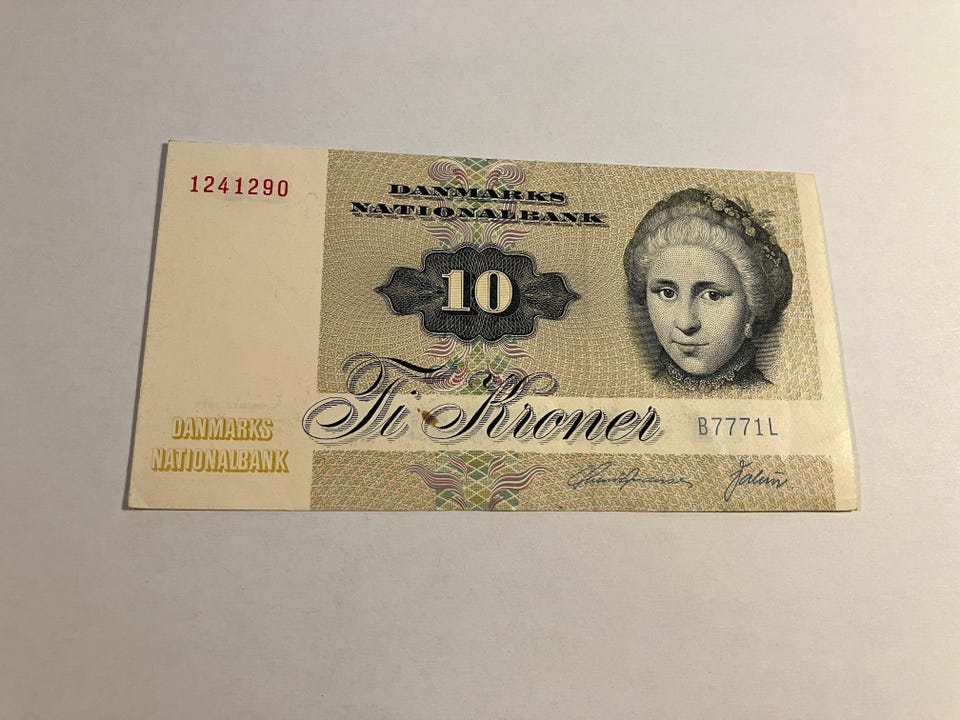 1241290
DANMARKS
NATIONALBANK
10
Ti Kroner
B7771L
DANMARKS
NATIONALBANK